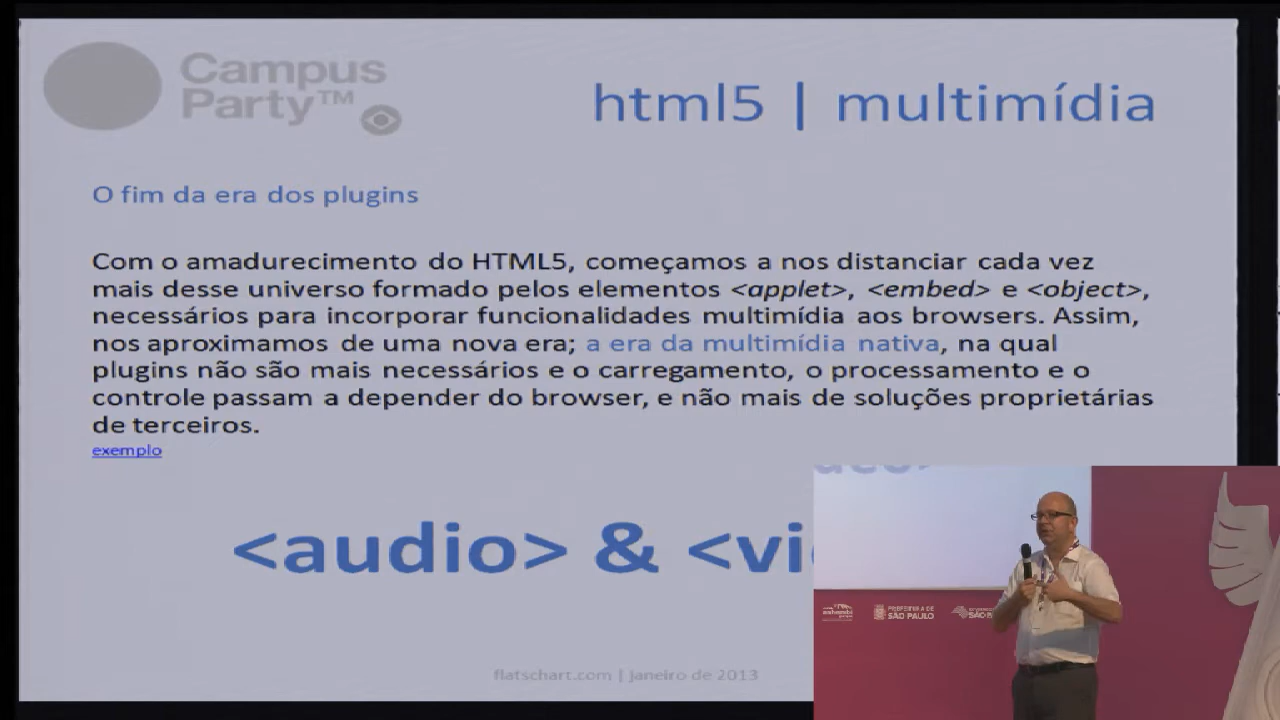 Campus
Party™
html5 | multimídia
O fim da era dos plugins
Com o amadurecimento do HTML5, começamos a nos distanciar cada vez
mais desse universo formado pelos elementos <applet>, <embed> e <object>,
necessários para incorporar funcionalidades multimídia aos browsers. Assim,
nos aproximamos de uma nova era; a era da multimídia nativa, na qual
plugins não são mais necessários e o carregamento, o processamento e o
controle passam a depender do browser, e não mais de soluções proprietárias
de terceiros.
exemplo
<audio> & <vi
flatschart.com | janeiro de 2013
PREFEITURA DE
SÃO PAULO